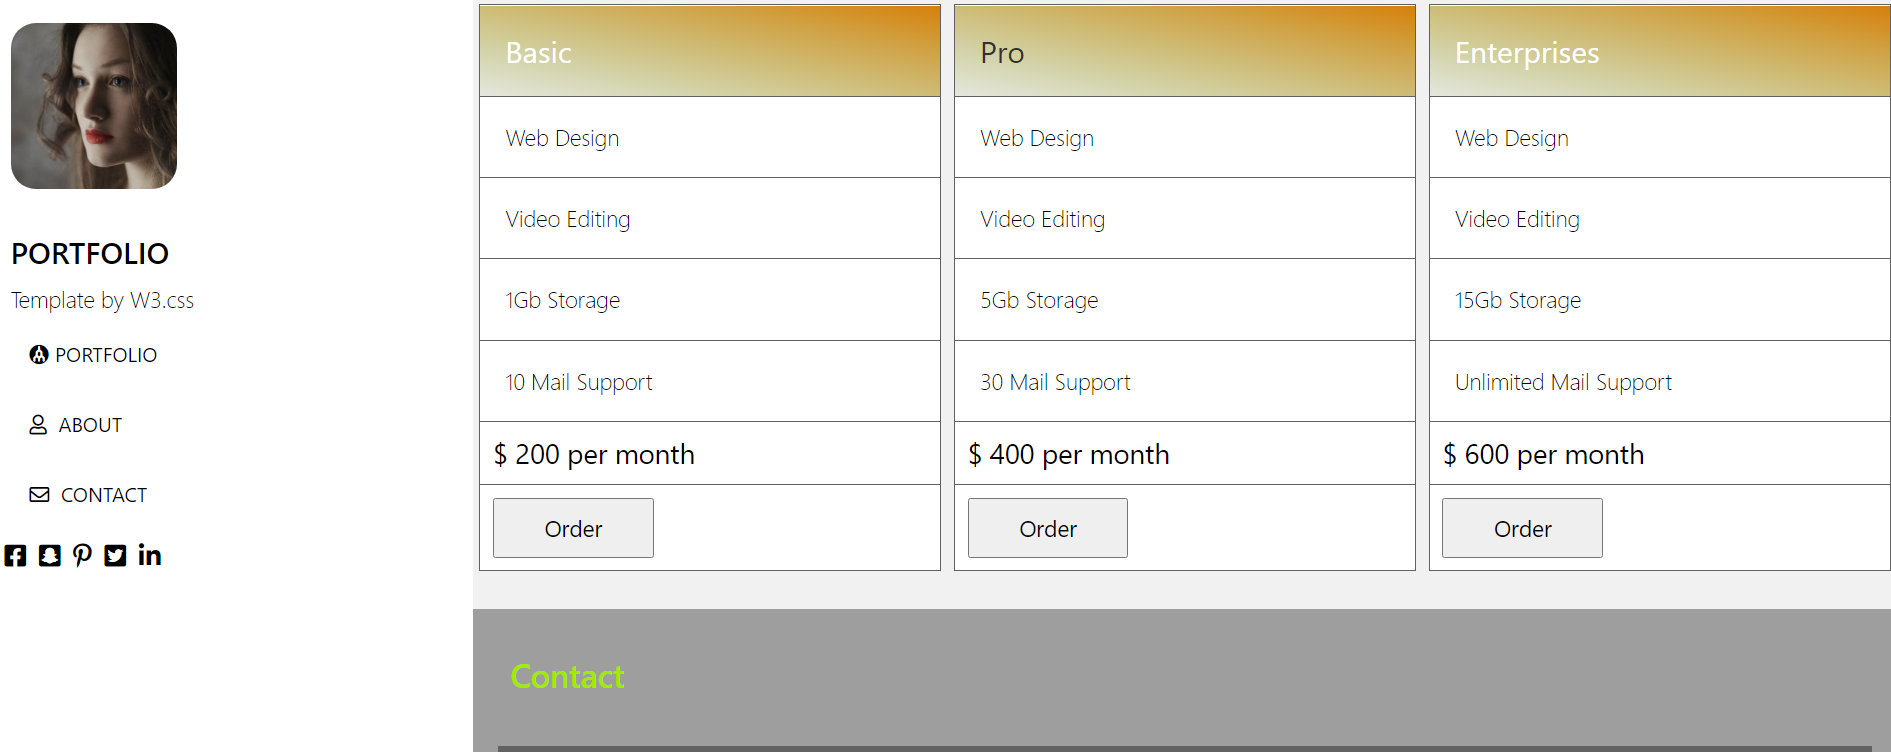 PORTFOLIO
Template by W3.css
PORTFOLIO
ABOUT
CONTACT
Basic
Web Design
Video Editing
1Gb Storage
10 Mail Support
$ 200 per month
Order
Pro
Web Design
Video Editing
5Gb Storage
30 Mail Support
$ 400 per month
Order
Enterprises
Web Design
Video Editing
15Gb Storage
Unlimited Mail Support
$ 600 per month
Order
Contact